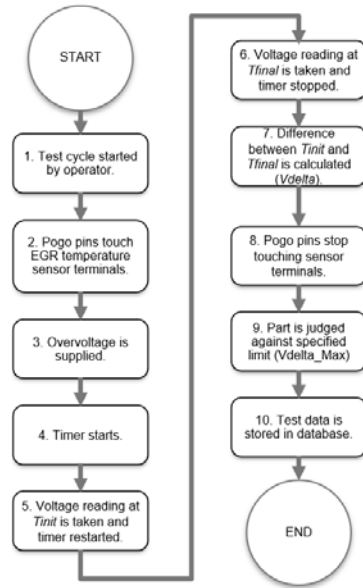 START
1. Test cycle started
by operator.
2. Pogo pins touch
EGR temperature
sensor terminals.
3. Overvoltage is
supplied.
4. Timer starts.
5. Voltage reading at
Tinit is taken and
timer restarted.
6. Voltage reading at
Tfinal is taken and
timer stopped.
7. Difference
between Tinit and
Tfinal is calculated
(Vdelta).
8. Pogo pins stop
touching sensor
terminals.
9. Part is judged
against specified
limit (Vdelta_Max)
10. Test data is
stored in database.
END